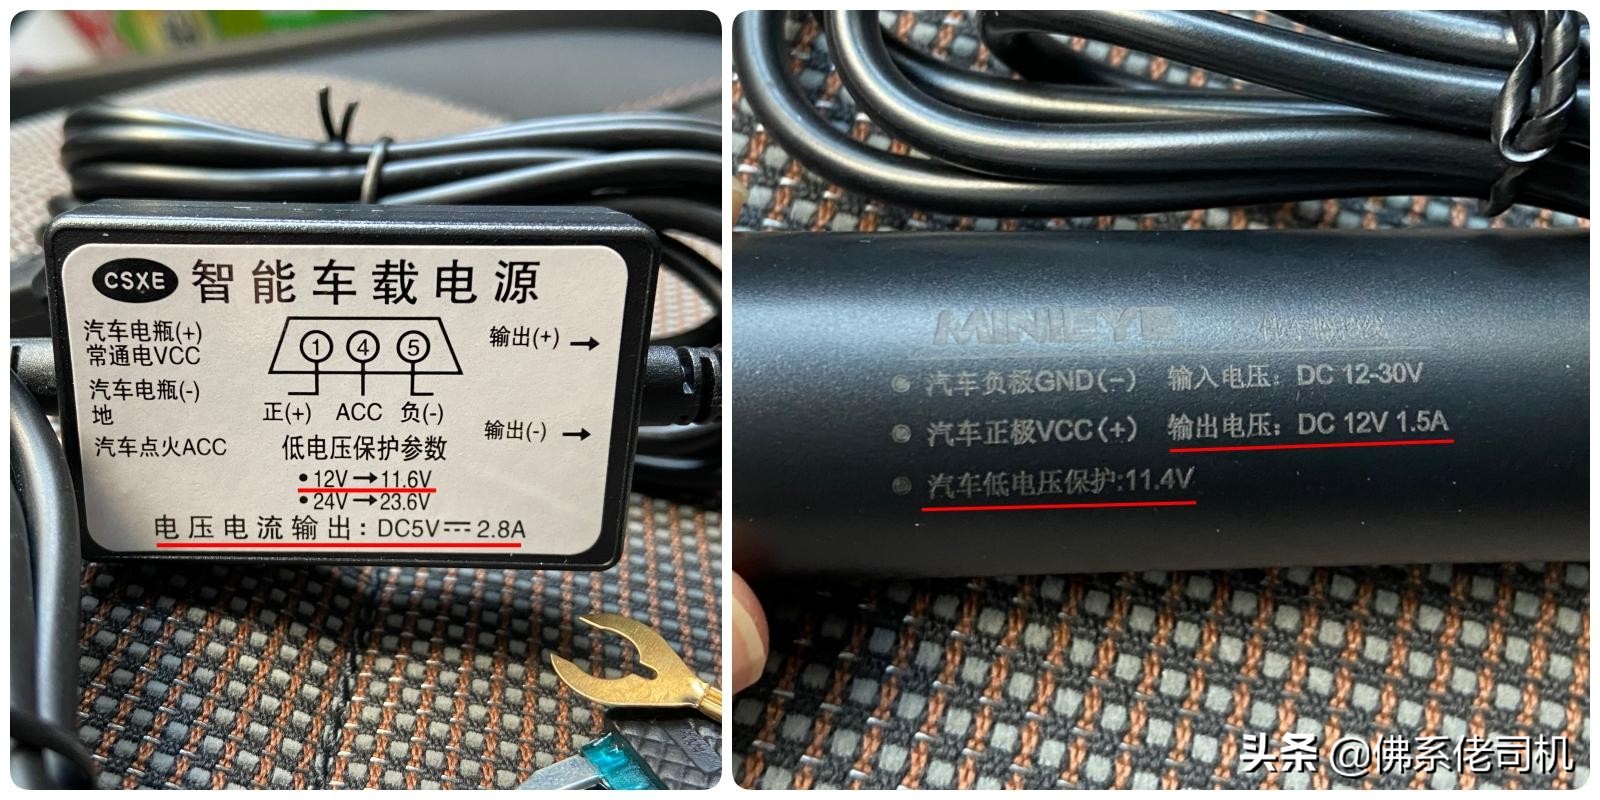 CSXE 智能车载电源
汽车电瓶(+)
常通电VCC
汽车电瓶(-)
地
汽车点火ACC
1 4 5
正(+) ACC 负(-)
输出(+)
输出(-)
低电压保护参数
•12V→11.6V
•24V→23.6V
电压电流输出：DC5V⎓2.8A
MINIEYE
汽车负极GND(-) 输入电压：DC 12-30V
汽车正极VCC(+) 输出电压：DC 12V 1.5A
汽车低电压保护:11.4V
头条 @佛系佬司机